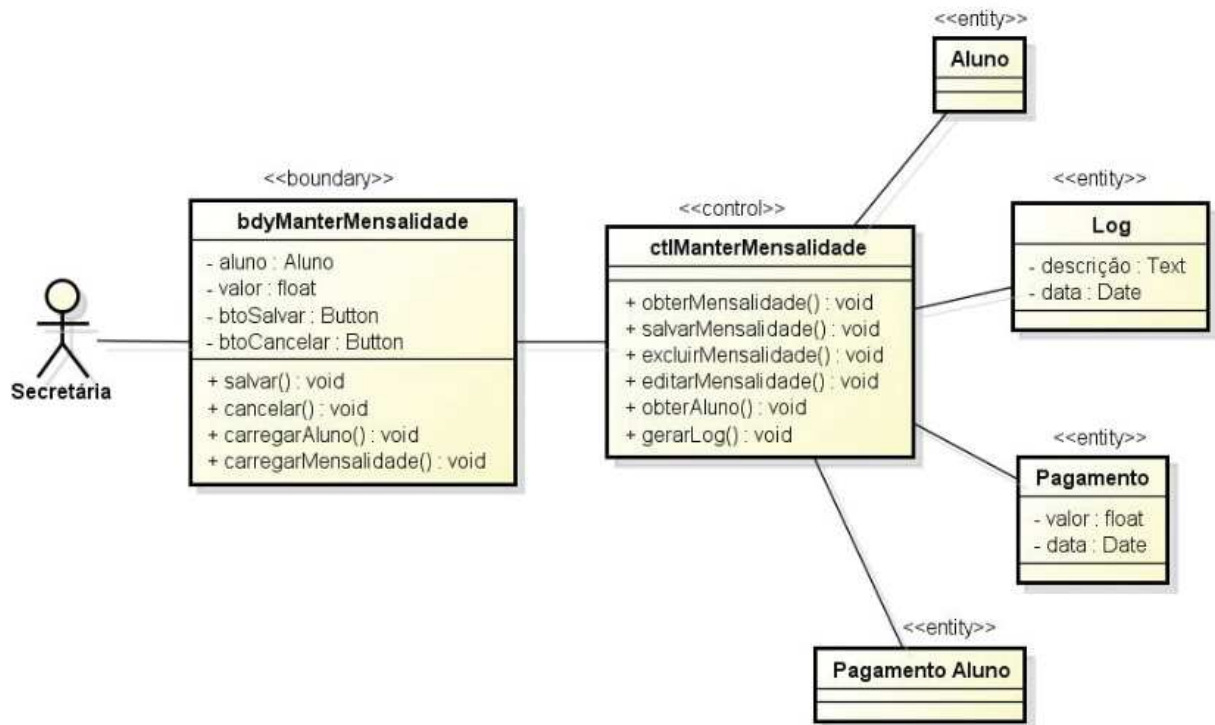 <<entity>>
Aluno
<<boundary>>
bdyManterMensalidade
- aluno : Aluno
- valor : float
- btoSalvar : Button
- btoCancelar : Button
+ salvar() : void
+ cancelar() : void
+ carregarAluno() : void
+ carregarMensalidade() : void
Secretária
<<control>>
ctlManterMensalidade
+ obterMensalidade() : void
+ salvarMensalidade() : void
+ excluirMensalidade() : void
+ editarMensalidade() : void
+ obterAluno() : void
+ gerarLog() : void
<<entity>>
Log
- descrição : Text
- data : Date
<<entity>>
Pagamento
- valor : float
- data : Date
<<entity>>
Pagamento Aluno